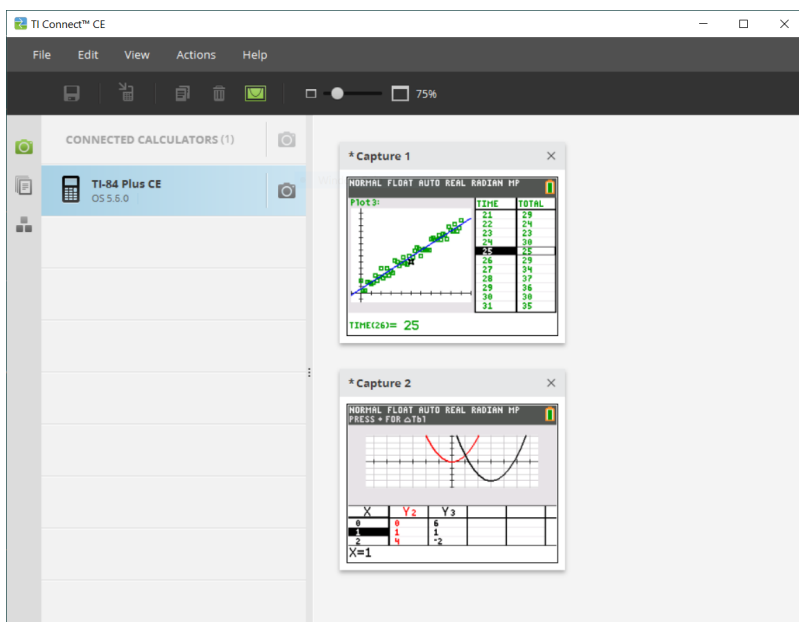 TI Connect™ CE
File Edit View Actions Help
75%
CONNECTED CALCULATORS (1)
TI-84 Plus CE
OS 5.6.0
*Capture 1
NORMAL FLOAT AUTO REAL RADIAN MP
Plot3:
TIME TOTAL
21 29
22 24
23 23
24 30
25 25
26 29
27 34
28 37
29 36
30 30
31 35
TIME(26)= 25
*Capture 2
NORMAL FLOAT AUTO REAL RADIAN MP
PRESS + FOR △Tbl
X Y2 Y3
0 0 6
1 1 1
2 4 -2
X=1